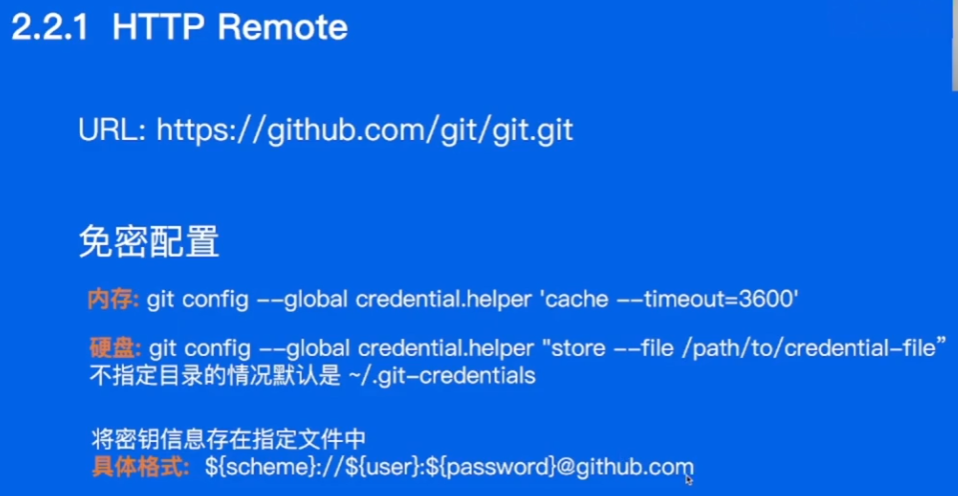 2.2.1 HTTP Remote
URL: https://github.com/git/git.git
免密配置
内存: git config --global credential.helper 'cache --timeout=3600'
硬盘: git config --global credential.helper "store --file /path/to/credential-file”
不指定目录的情况默认是 ~/.git-credentials
将密钥信息存在指定文件中
具体格式: ${scheme}://${user}:${password}@github.com